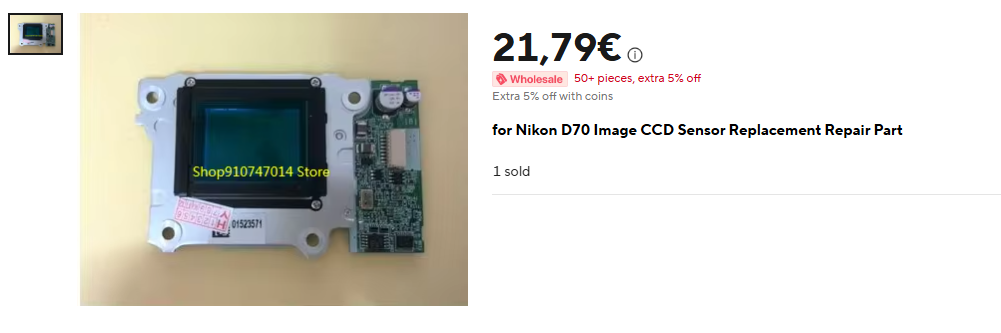 21,79€
Wholesale 50+ pieces, extra 5% off
Extra 5% off with coins
for Nikon D70 Image CCD Sensor Replacement Repair Part
1 sold
Shop910747014 Store
01523571